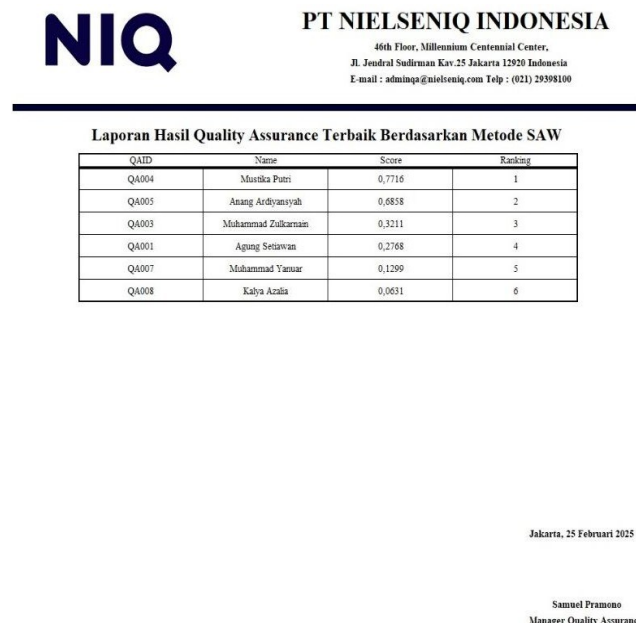 NIQ
PT NIELSENIQ INDONESIA
46th Floor, Millennium Centennial Center,
Jl. Jendral Sudirman Kav.25 Jakarta 12920 Indonesia
E-mail : adminqa@nielseniq.com Telp : (021) 29398100
Laporan Hasil Quality Assurance Terbaik Berdasarkan Metode SAW
QAID Name Score Ranking
QA004 Mustika Putri 0,7716 1
QA005 Anang Ardiyansyah 0,6858 2
QA003 Muhammad Zulkarnain 0,3211 3
QA001 Agung Setiawan 0,2768 4
QA007 Muhammad Yanuar 0,1299 5
QA008 Kalya Azalia 0,0631 6
Jakarta, 25 Februari 2025
Samuel Pramono
Manager Quality Assuranc